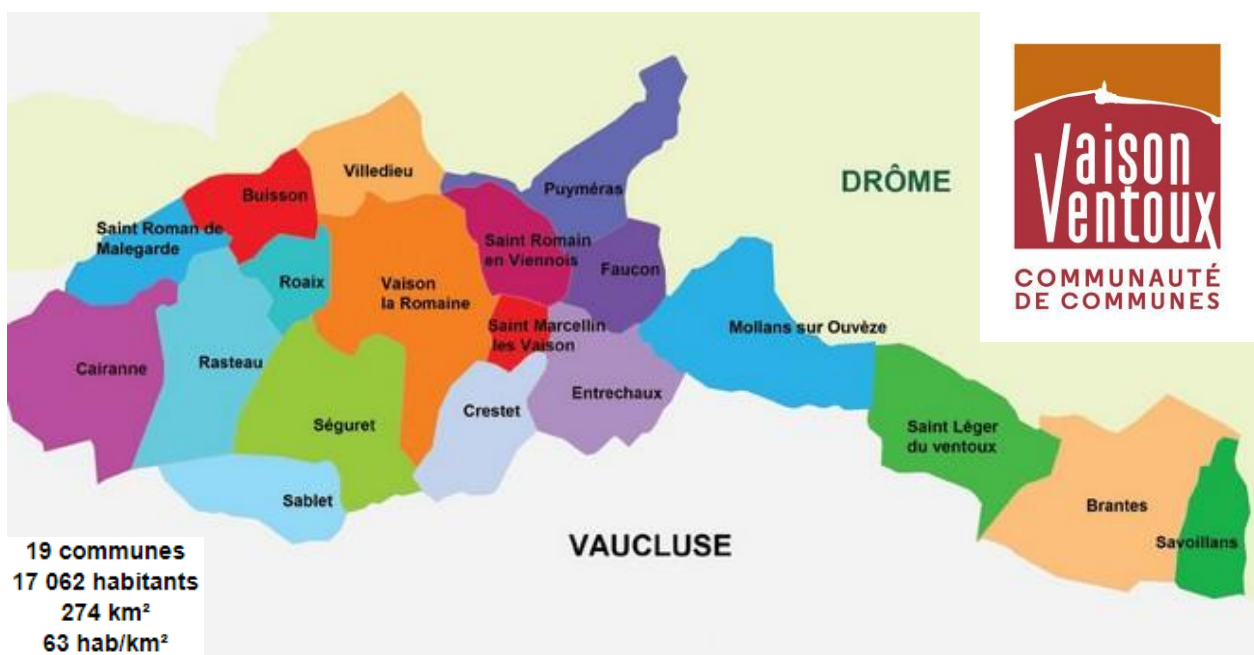 Villedieu
Buisson
Puyméras
DRÔME
Saint Roman de
Malegarde
Saint Romain
en Viennois
Faucon
Roaix
Vaison
la Romaine
Saint Marcellin
les Vaison
Mollans sur Ouvèze
Cairanne
Rasteau
Entrechaux
Crestet
Séguret
Saint Léger
du ventoux
Sablet
Brantes
Savoillans
VAUCLUSE
Vaison
Ventoux
COMMUNAUTÉ
DE COMMUNES
19 communes
17 062 habitants
274 km²
63 hab/km²